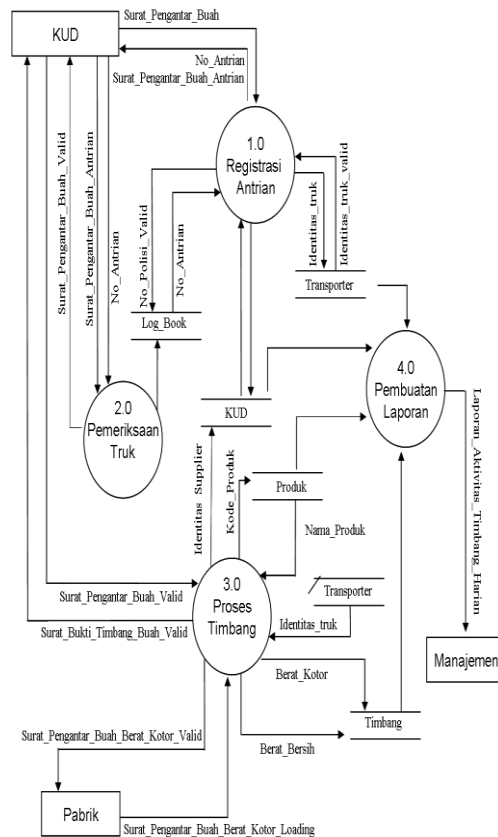 Surat_Pengantar_Buah
KUD
No_Antrian
Surat_Pengantar_Buah_Antrian
1.0
Registrasi
Antrian
Surat_Pengantar_Buah_Valid
Surat_Pengantar_Buah_Antrian
No_Antrian
No_Polisi_Valid
No_Antrian
Identitas_truk
Identitas_truk_valid
Transporter
Log_Book
4.0
Pembuatan
Laporan
2.0
Pemeriksaan
Truk
KUD
Laporan_Aktivitas_Timbang_Harian
Identitas Supplier
Kode_Produk
Produk
Nama_Produk
3.0
Proses
Timbang
Transporter
Surat_Pengantar_Buah_Valid
Surat_Bukti_Timbang_Buah_Valid
Identitas_truk
Manajemen
Berat_Kotor
Timbang
Surat_Pengantar_Buah_Berat_Kotor_Valid
Berat_Bersih
Pabrik
Surat_Pengantar_Buah_Berat_Kotor_Loading